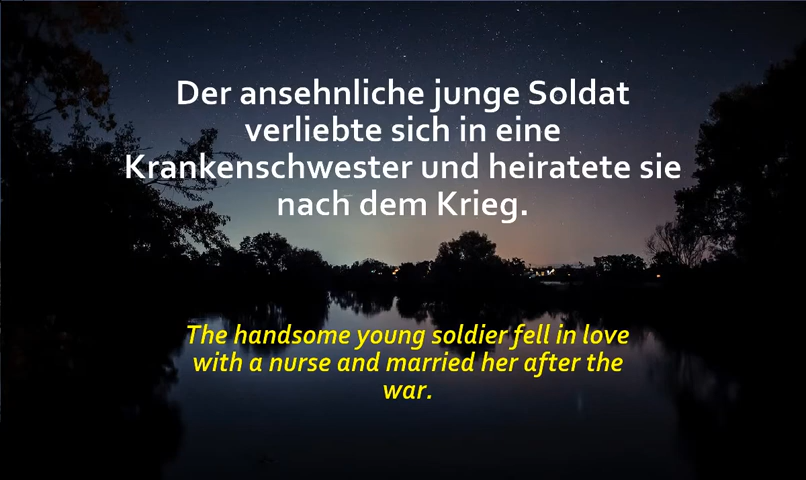 Der ansehnliche junge Soldat
verliebte sich in eine
Krankenschwester und heiratete sie
nach dem Krieg.
The handsome young soldier fell in love
with a nurse and married her after the
war.